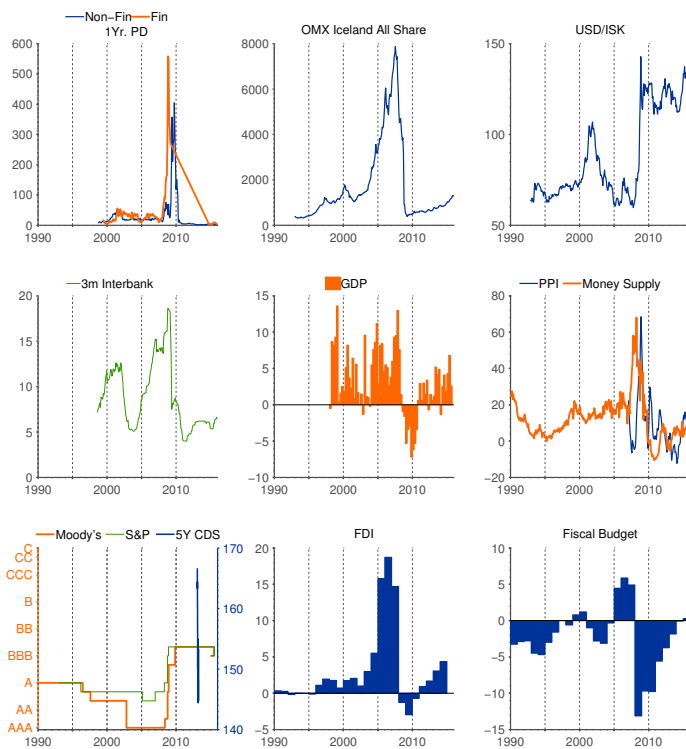 Non-Fin Fin
1Yr. PD
600
500
400
300
200
100
0
1990 2000 2010
OMX Iceland All Share
8000
6000
4000
2000
0
1990 2000 2010
USD/ISK
150
100
50
1990 2000 2010
3m Interbank
20
15
10
5
0
1990 2000 2010
GDP
15
10
5
0
−5
−10
1990 2000 2010
PPI Money Supply
80
60
40
20
0
−20
1990 2000 2010
Moody's S&P 5Y CDS
C
CC
CCC
B
BB
BBB
A
AA
AAA
170
165
160
155
150
145
140
1990 2000 2010
FDI
20
15
10
5
0
−5
1990 2000 2010
Fiscal Budget
10
5
0
−5
−10
−15
1990 2000 2010